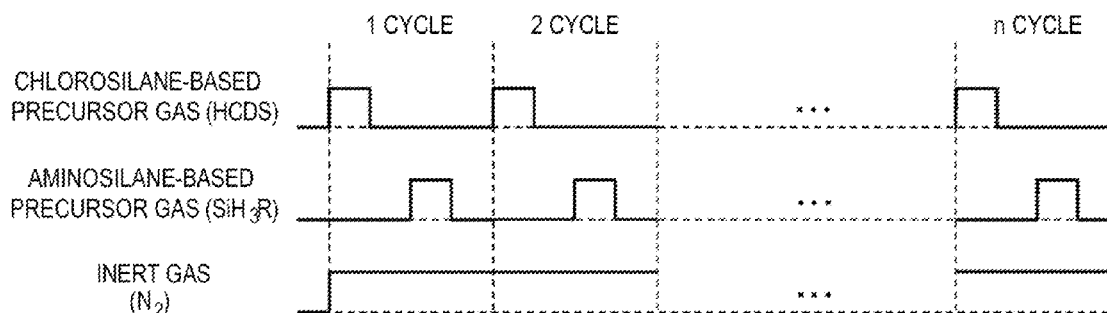 1 CYCLE 2 CYCLE n CYCLE
CHLOROSILANE-BASED
PRECURSOR GAS (HCDS)
AMINOSILANE-BASED
PRECURSOR GAS (SiH₃R)
INERT GAS
(N₂)